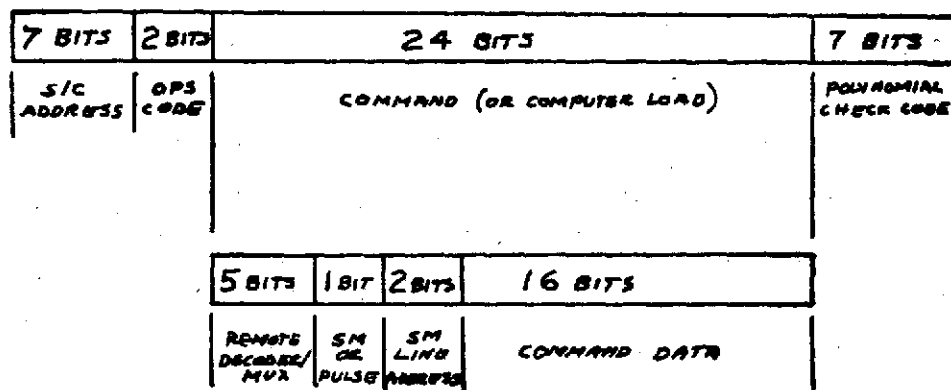 7 BITS 2 BITS 24 BITS 7 BITS
S/C ADDRESS OPS CODE COMMAND (OR COMPUTER LOAD) POLYNOMIAL CHECK CODE
5 BITS 1 BIT 2 BITS 16 BITS
REMOTE DECODER/ MUX SM OR PULSE SM LINE ADDRESS COMMAND DATA